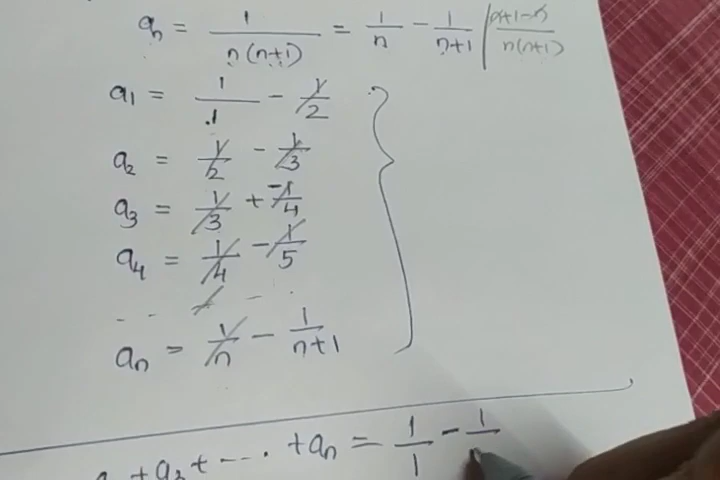 an = 1/n(n+1) = 1/n - 1/n+1 | n+1-n/n(n+1)
a1 = 1/1 - 1/2
a2 = 1/2 - 1/3
a3 = 1/3 + -1/4
a4 = 1/4 - 1/5
- - - .
an = 1/n - 1/n+1
+ a2 + ---. + an = 1/1 - 1